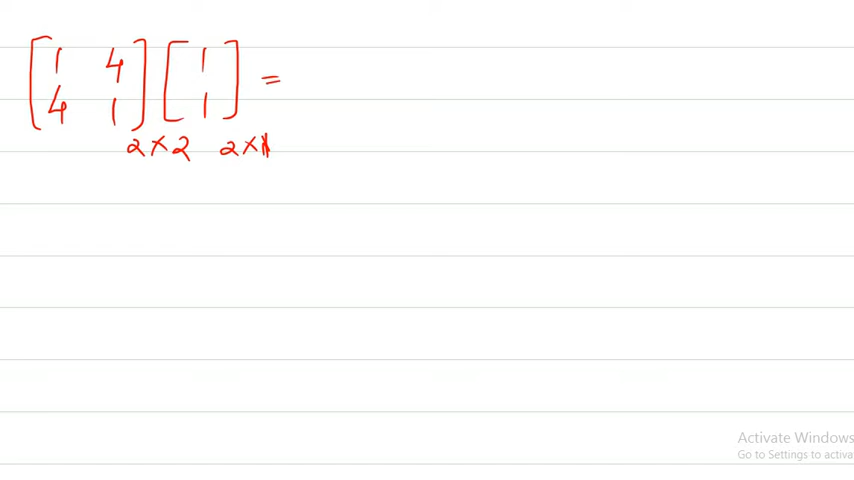 [1 4] [1] =
[4 1] [1]
2×2 2×1
Activate Windows
Go to Settings to activa